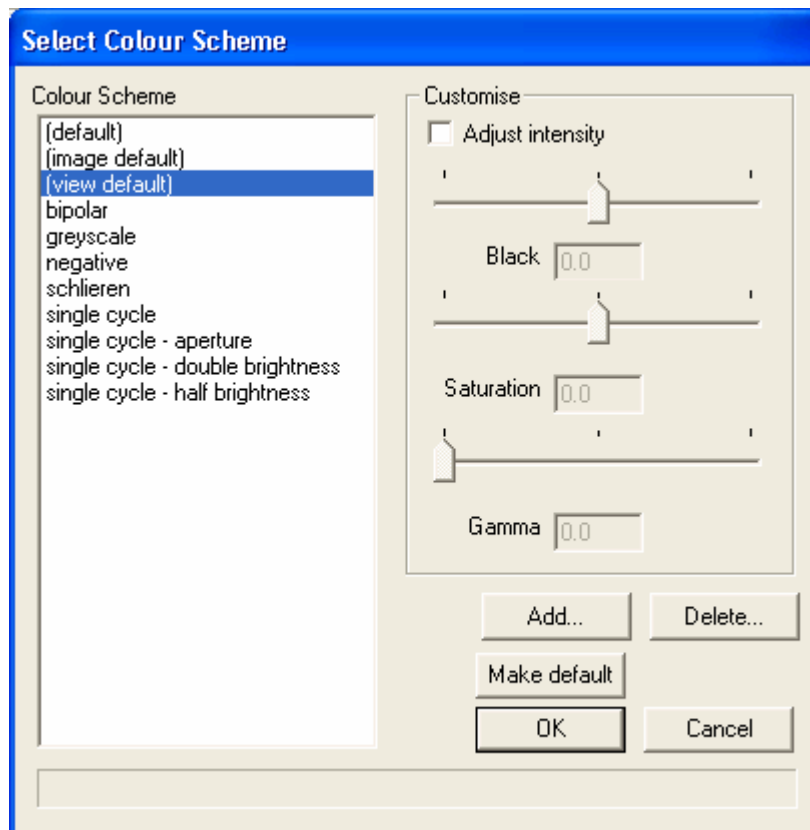 Select Colour Scheme
Colour Scheme
(default)
(image default)
(view default)
bipolar
greyscale
negative
schlieren
single cycle
single cycle - aperture
single cycle - double brightness
single cycle - half brightness
Customise
Adjust intensity
Black 0.0
Saturation 0.0
Gamma 0.0
Add... Delete...
Make default
OK Cancel